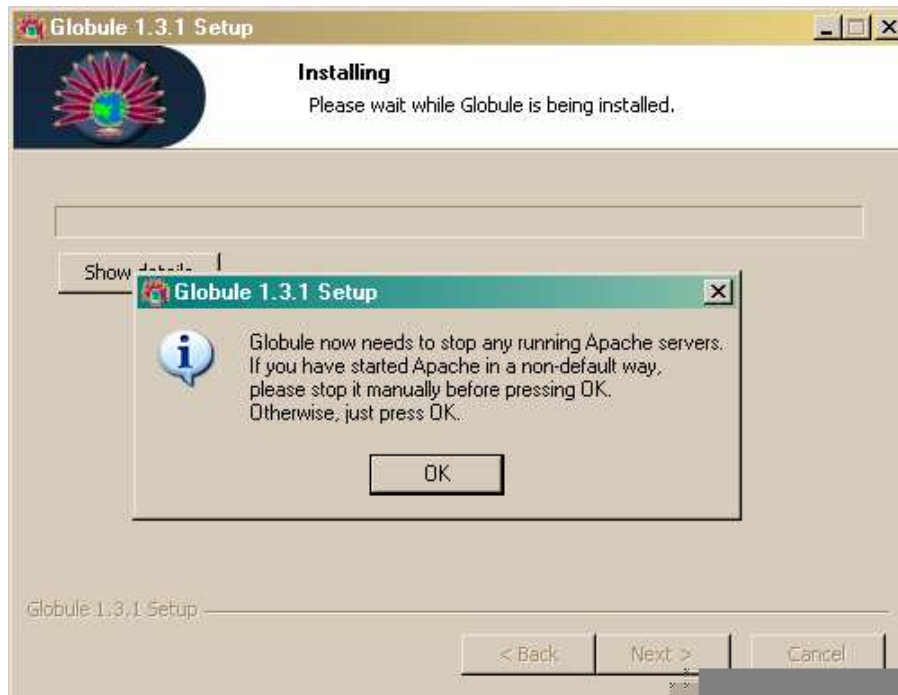 Globule 1.3.1 Setup
Installing
Please wait while Globule is being installed.
Show details
Globule 1.3.1 Setup
Globule now needs to stop any running Apache servers.
If you have started Apache in a non-default way,
please stop it manually before pressing OK.
Otherwise, just press OK.
OK
Globule 1.3.1 Setup
< Back
Next >
Cancel